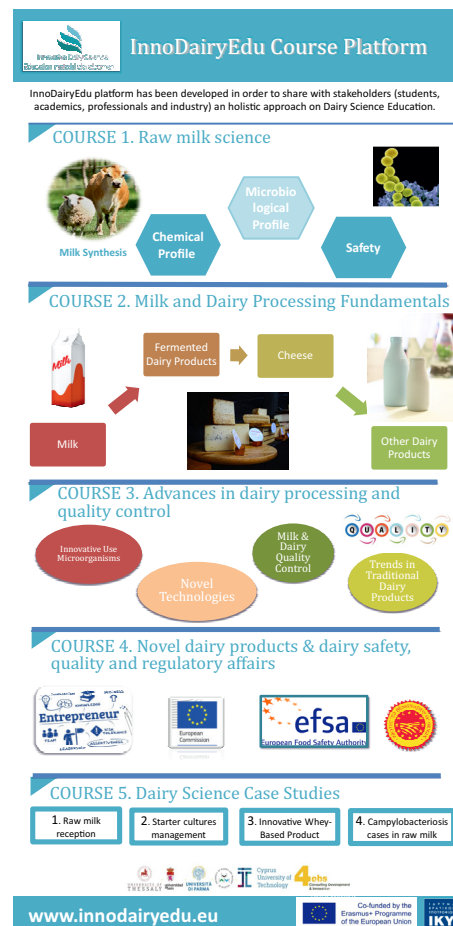 InnoDairyEdu Course Platform
InnoDairyEdu platform has been developed in order to share with stakeholders (students,
academics, professionals and industry) an holistic approach on Dairy Science Education.
COURSE 1. Raw milk science
Milk Synthesis
Chemical
Profile
Microbio
logical
Profile
Safety
COURSE 2. Milk and Dairy Processing Fundamentals
Milk
Milk
Fermented
Dairy Products
Cheese
Other Dairy
Products
COURSE 3. Advances in dairy processing and
quality control
Innovative Use
Microorganisms
Novel
Technologies
Milk &
Dairy
Quality
Control
QUALITY
Trends in
Traditional
Dairy
Products
COURSE 4. Novel dairy products & dairy safety,
quality and regulatory affairs
Entrepreneur
European
Commission
efsa
European Food Safety Authority
COURSE 5. Dairy Science Case Studies
1. Raw milk
reception
2. Starter cultures
management
3. Innovative Whey-
Based Product
4. Campylobacteriosis
cases in raw milk
UNIVERSITY OF
THESSALY
UNIVERSITÀ
DI PARMA
Cyprus
University of
Technology
www.innodairyedu.eu
Co-funded by the
Erasmus+ Programme
of the European Union
IKY